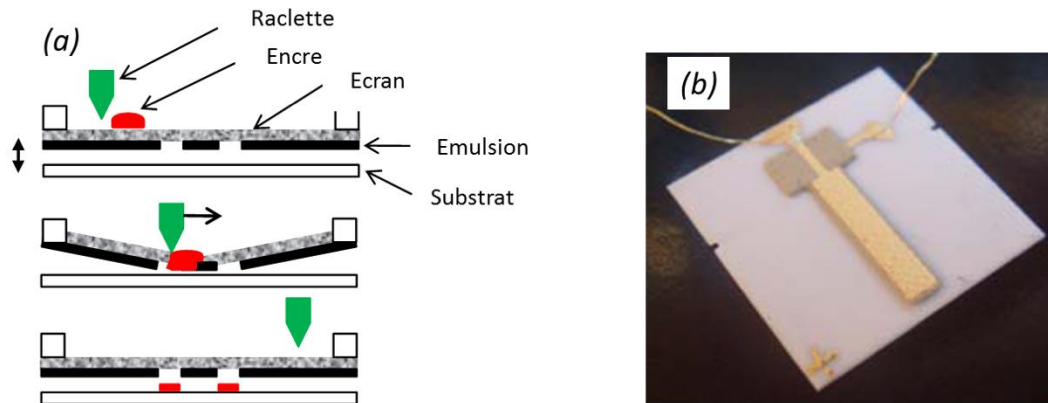 (a)
Raclette
Encre
Ecran
Emulsion
Substrat
(b)